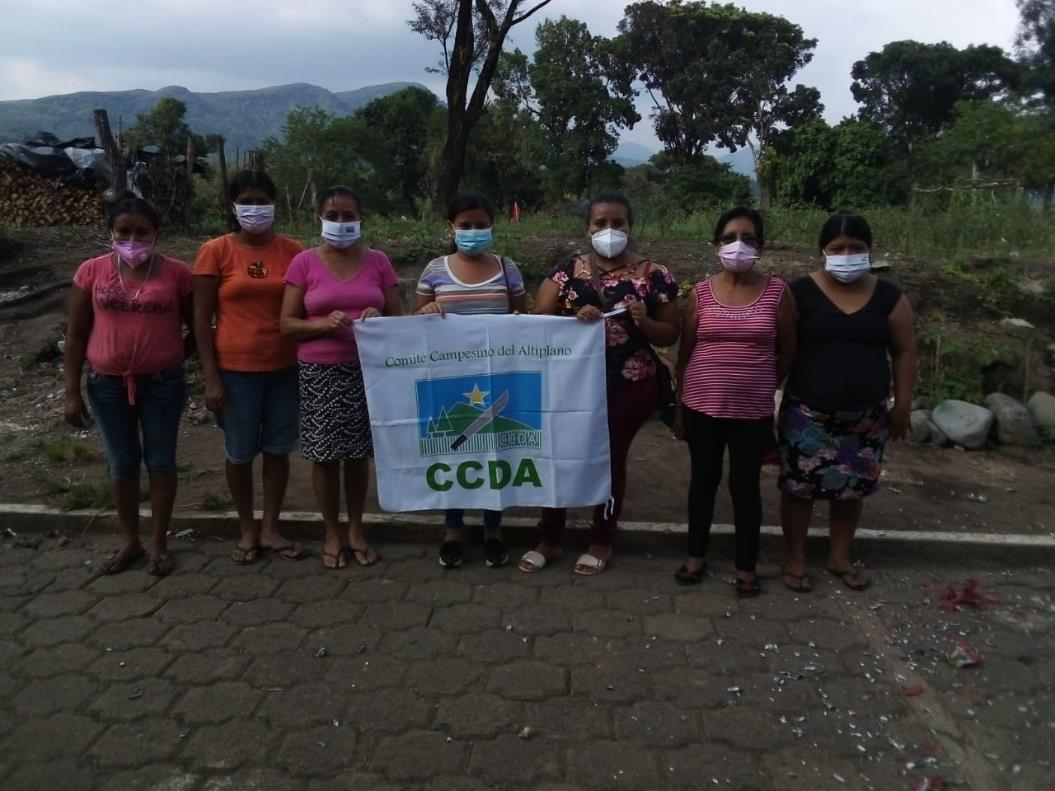 WEEKEND
Comite Campesino del Altiplano
CCDA
CCDA